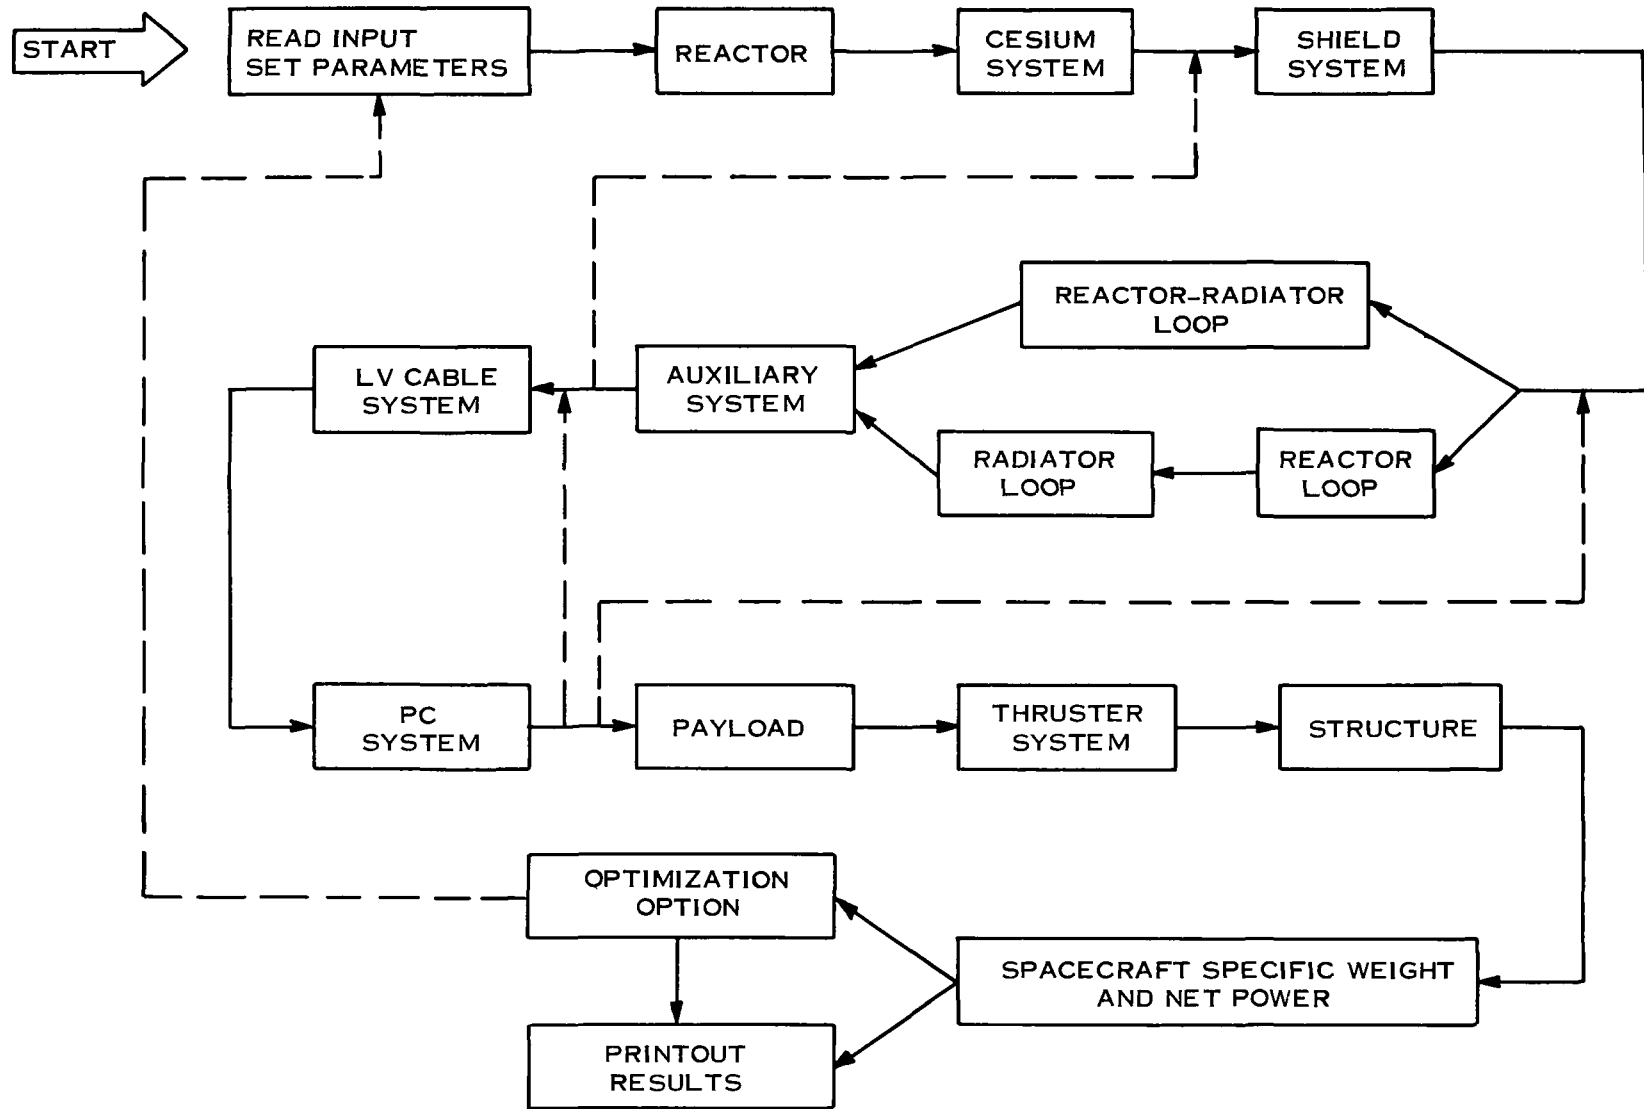 START
READ INPUT
SET PARAMETERS
REACTOR
CESIUM
SYSTEM
SHIELD
SYSTEM
REACTOR-RADIATOR
LOOP
LV CABLE
SYSTEM
AUXILIARY
SYSTEM
RADIATOR
LOOP
REACTOR
LOOP
PC
SYSTEM
PAYLOAD
THRUSTER
SYSTEM
STRUCTURE
OPTIMIZATION
OPTION
SPACECRAFT SPECIFIC WEIGHT
AND NET POWER
PRINTOUT
RESULTS